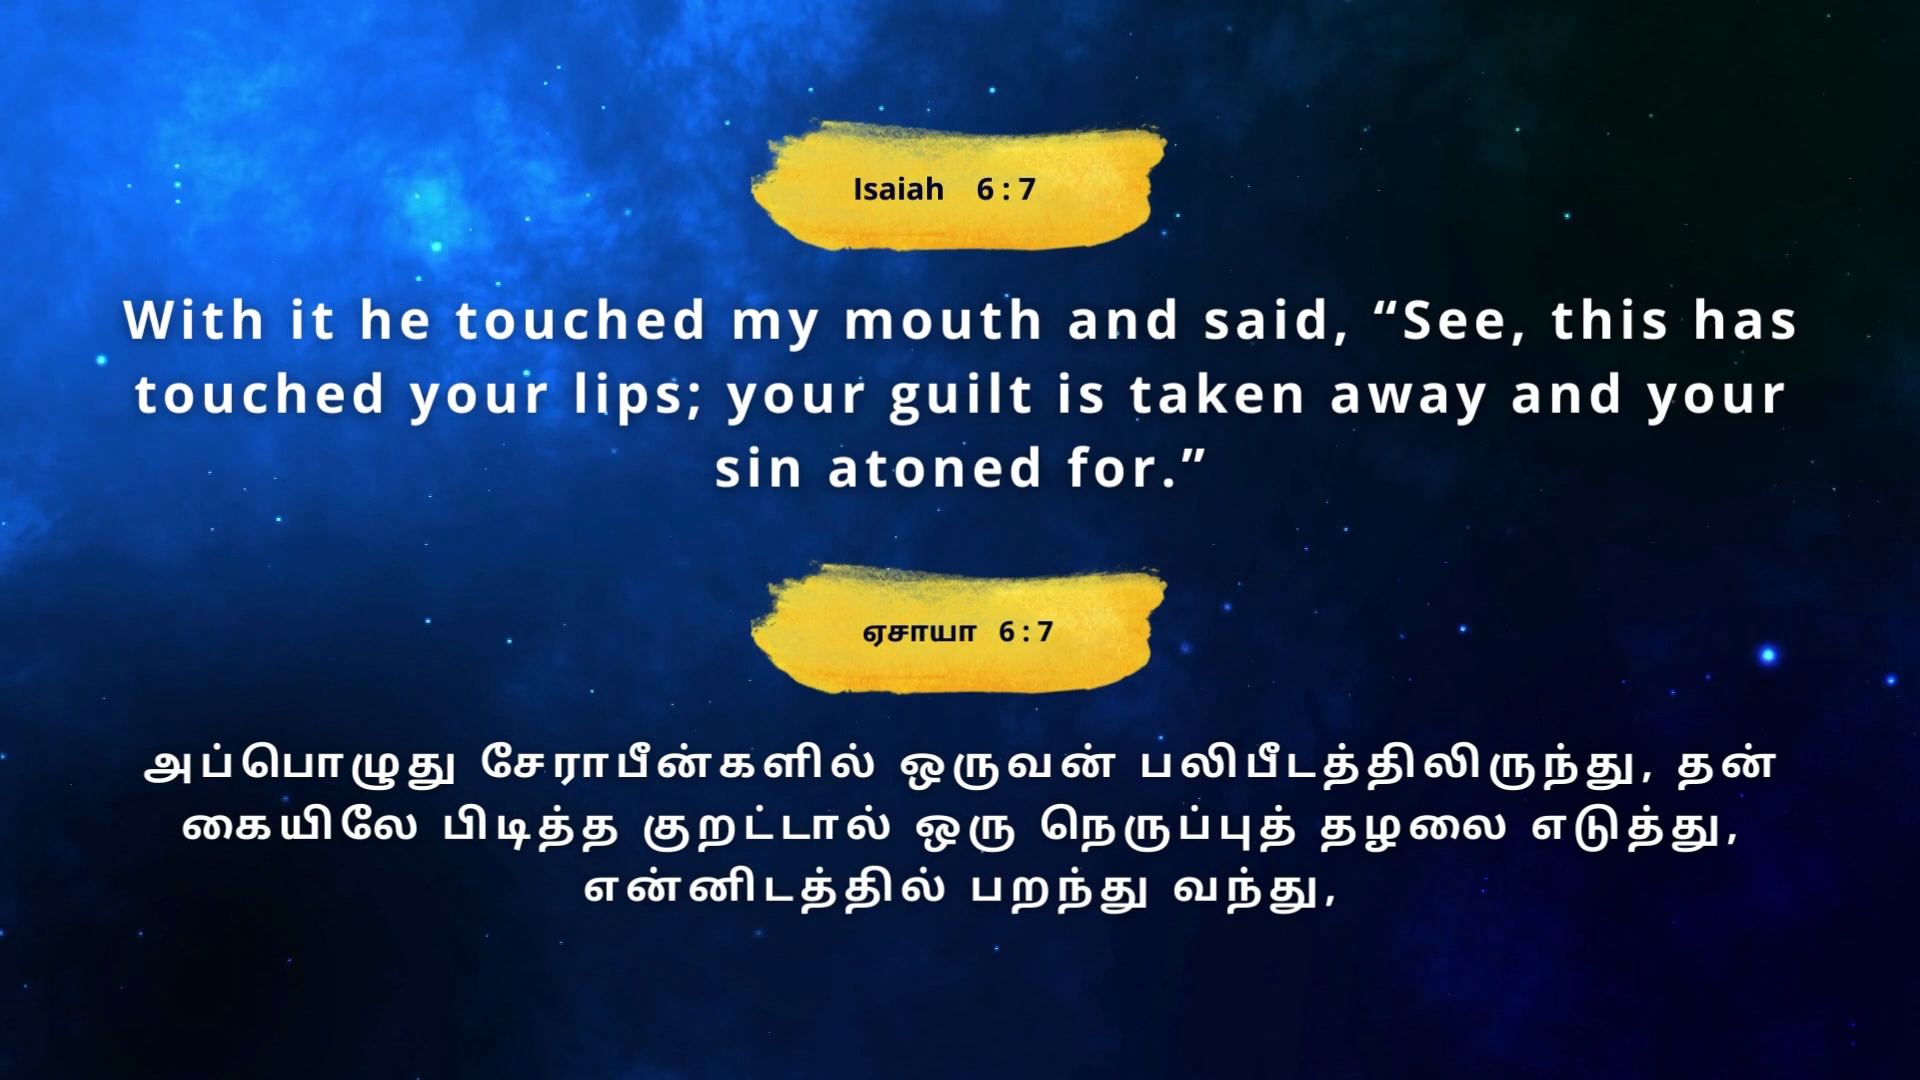 Isaiah 6:7
With it he touched my mouth and said, “See, this has
touched your lips; your guilt is taken away and your
sin atoned for.”
ஏசாயா 6:7
அப்பொழுது சேராபீன்களில் ஒருவன் பலிபீடத்திலிருந்து, தன்
கையிலே பிடித்த குறட்டால் ஒரு நெருப்புத் தழலை எடுத்து,
என்னிடத்தில் பறந்து வந்து,